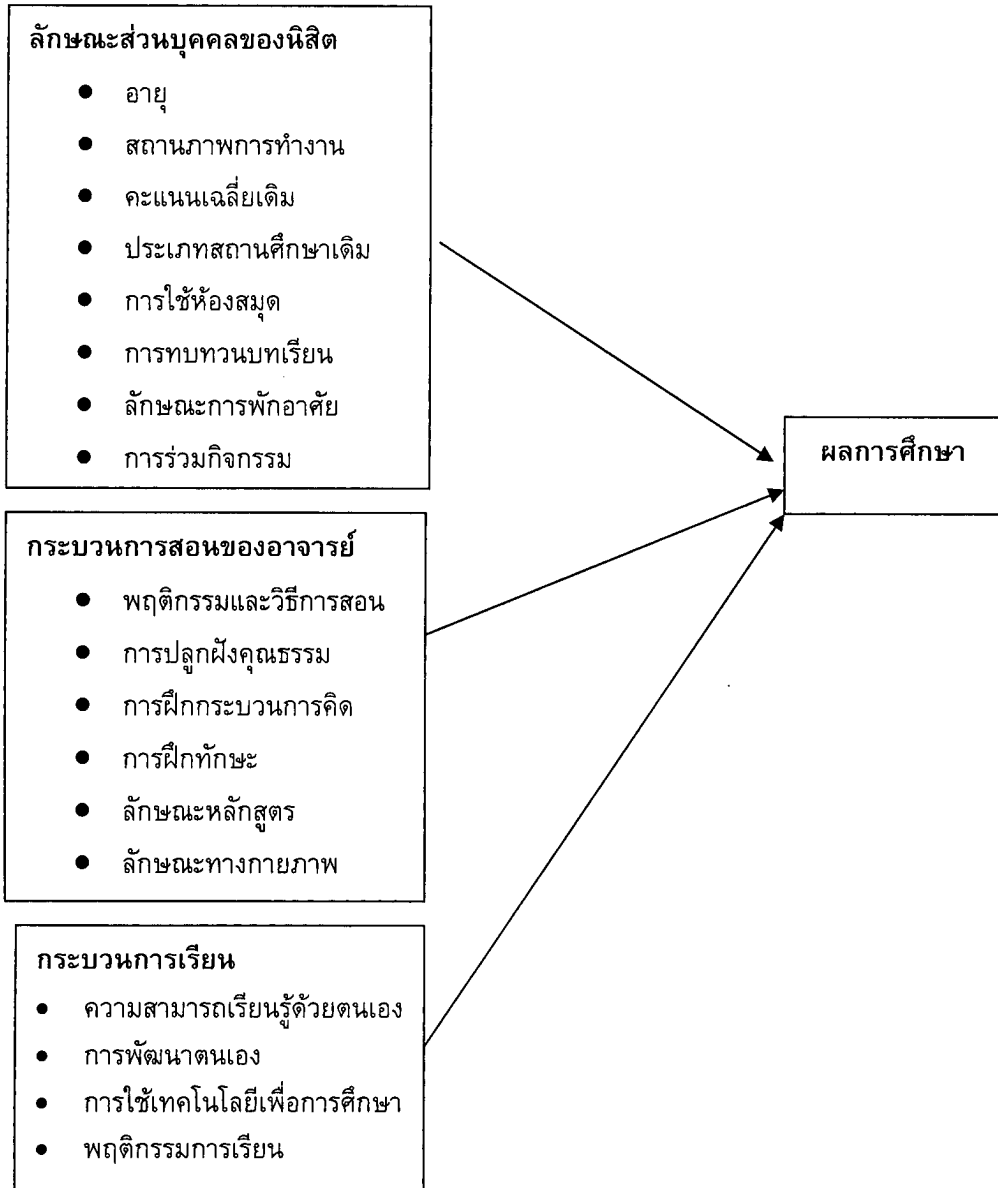 ลักษณะส่วนบุคคลของนิสิต
● อายุ
● สถานภาพการทำงาน
● คะแนนเฉลี่ยเดิม
● ประเภทสถานศึกษาเดิม
● การใช้ห้องสมุด
● การทบทวนบทเรียน
● ลักษณะการพักอาศัย
● การร่วมกิจกรรม
ผลการศึกษา
กระบวนการสอนของอาจารย์
● พฤติกรรมและวิธีการสอน
● การปลูกฝังคุณธรรม
● การฝึกกระบวนการคิด
● การฝึกทักษะ
● ลักษณะหลักสูตร
● ลักษณะทางกายภาพ
กระบวนการเรียน
● ความสามารถเรียนรู้ด้วยตนเอง
● การพัฒนาตนเอง
● การใช้เทคโนโลยีเพื่อการศึกษา
● พฤติกรรมการเรียน